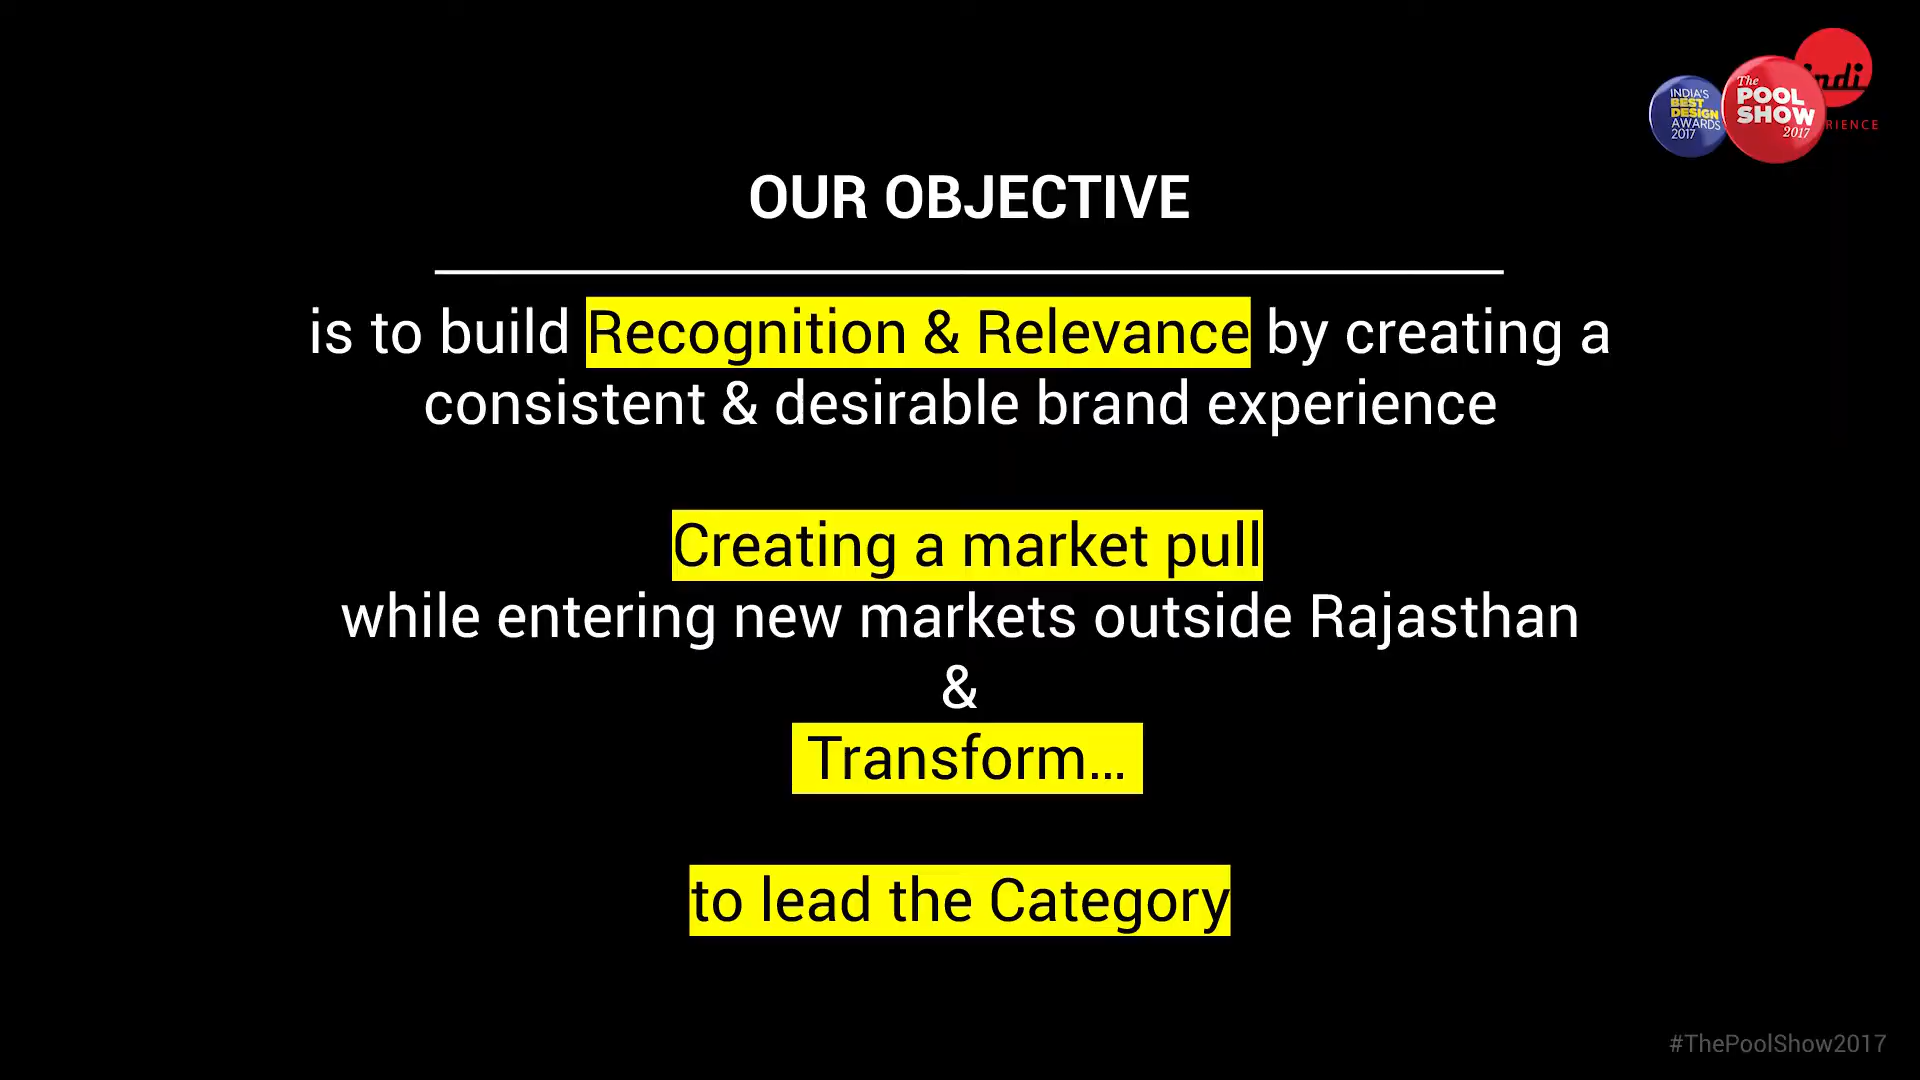 INDIA'S
BEST
DESIGN
AWARDS
2017
The
POOL
SHOW
2017
OUR OBJECTIVE
is to build Recognition & Relevance by creating a
consistent & desirable brand experience
Creating a market pull
while entering new markets outside Rajasthan
&
Transform...
to lead the Category
#ThePoolShow2017